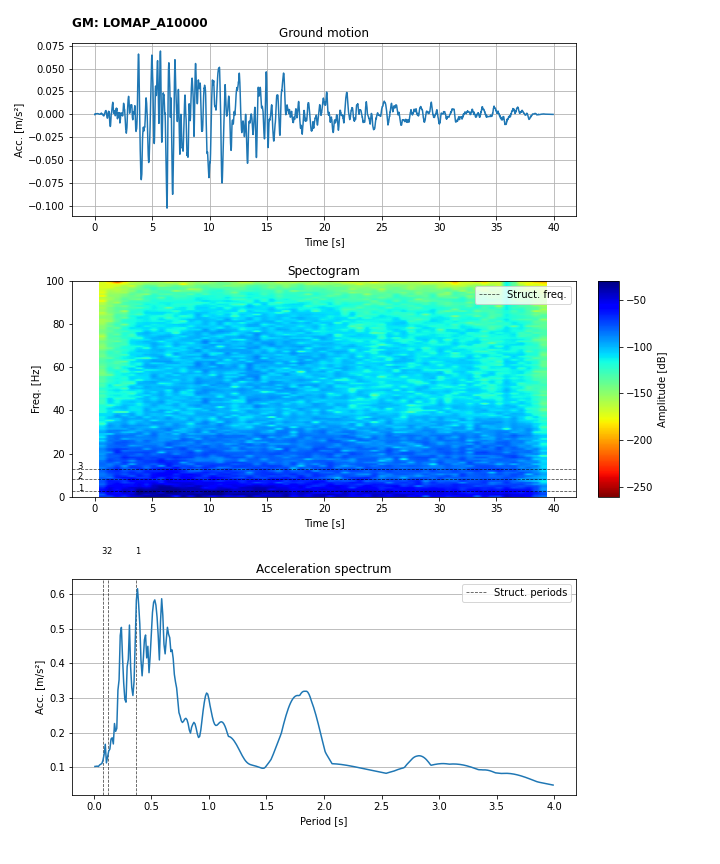 GM: LOMAP_A10000
Ground motion
0.075
0.050
0.025
0.000
−0.025
−0.050
−0.075
−0.100
Acc. [m/s²]
0 5 10 15 20 25 30 35 40
Time [s]
Spectogram
100
80
60
40
20
0
Freq. [Hz]
Struct. freq.
3
2
1
0 5 10 15 20 25 30 35 40
Time [s]
−50
−100
−150
−200
−250
Amplitude [dB]
32 1
Acceleration spectrum
0.6
0.5
0.4
0.3
0.2
0.1
Acc. [m/s²]
Struct. periods
0.0 0.5 1.0 1.5 2.0 2.5 3.0 3.5 4.0
Period [s]